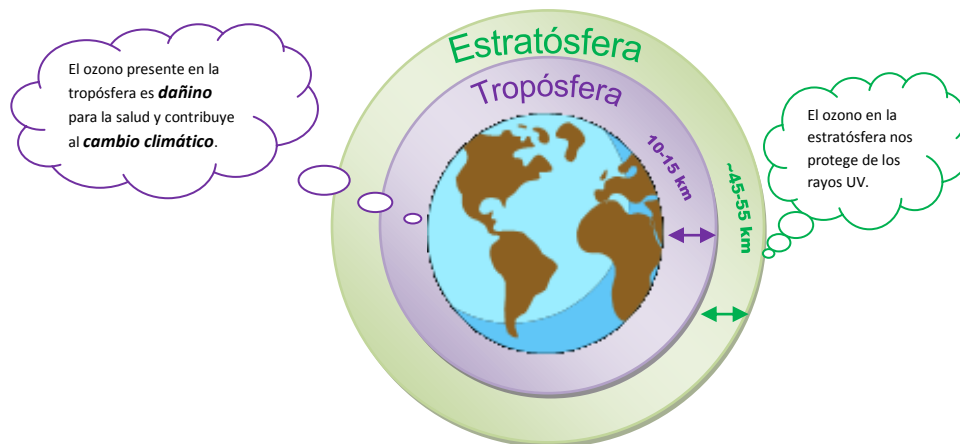 Estratósfera
Tropósfera
El ozono presente en la
tropósfera es dañino
para la salud y contribuye
al cambio climático.
10-15 km
~45-55 km
El ozono en la
estratósfera nos
protege de los
rayos UV.